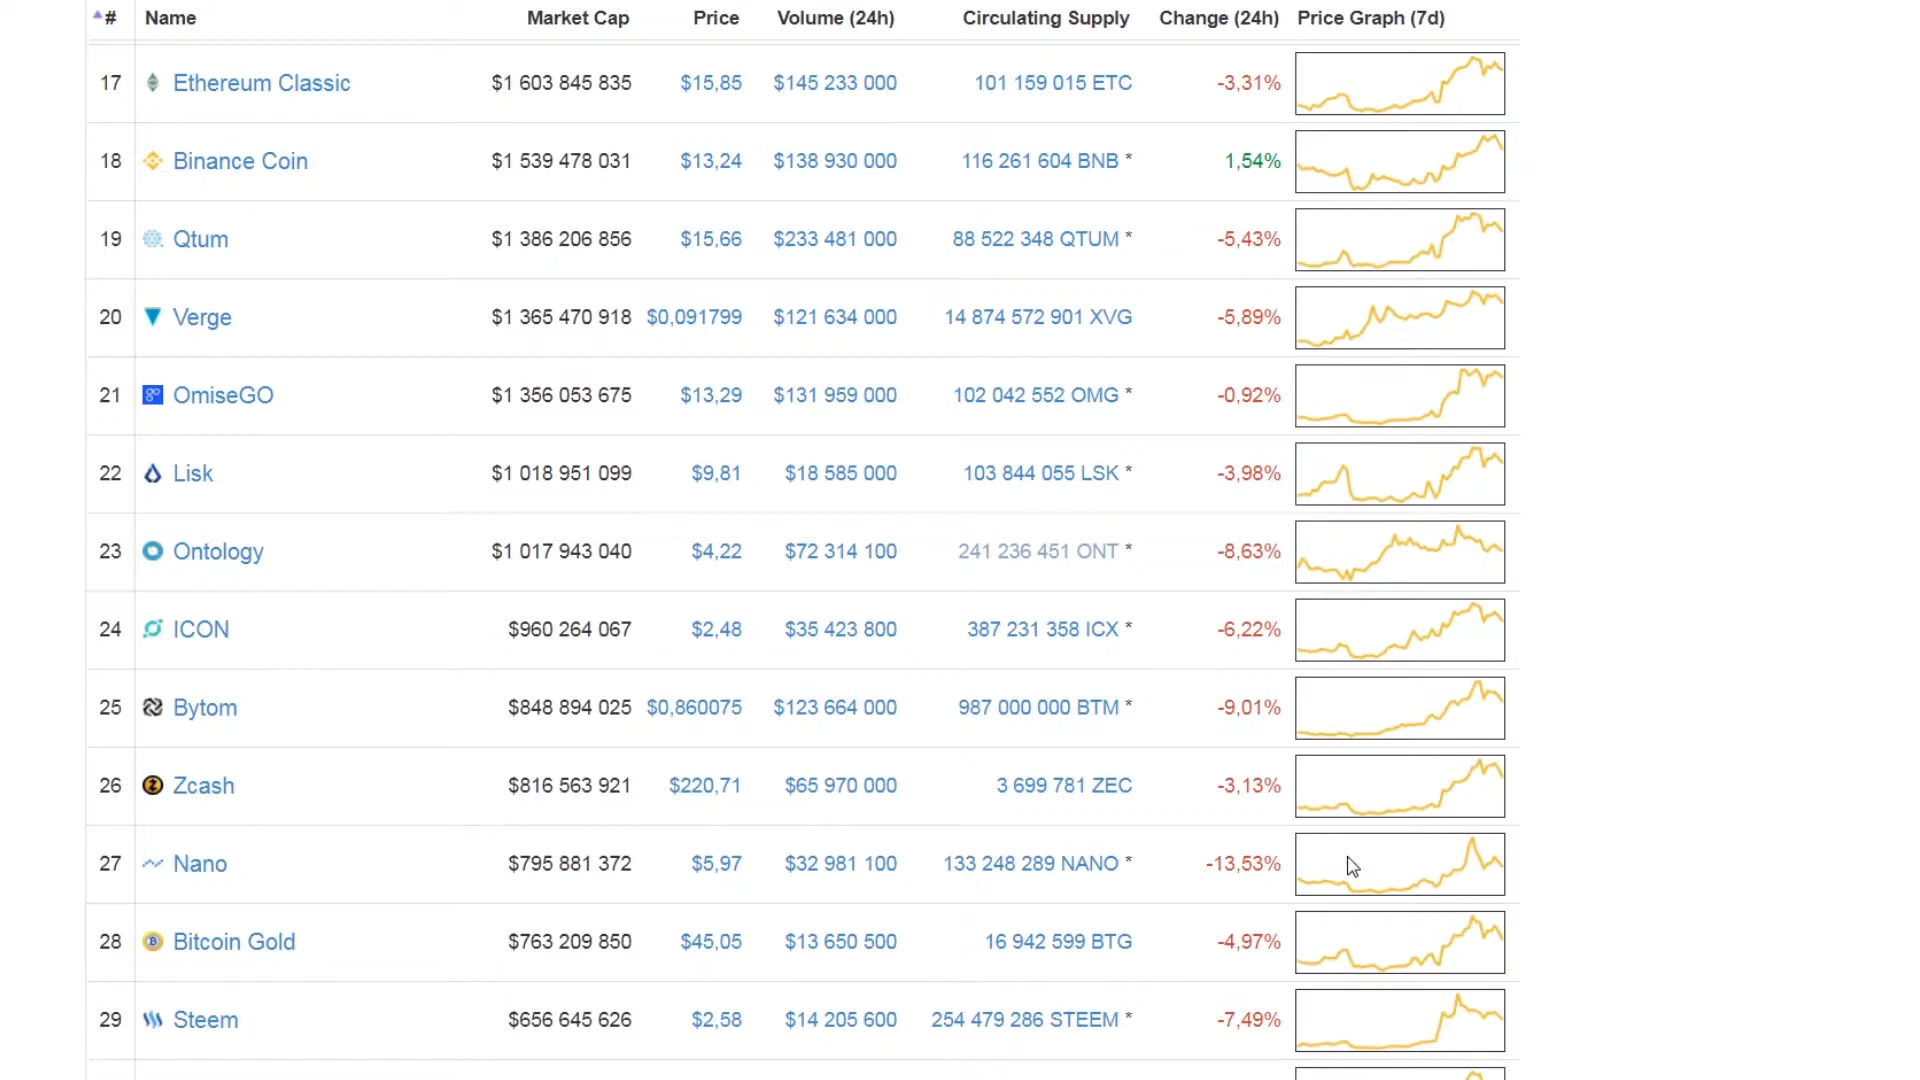 # Name Market Cap Price Volume (24h) Circulating Supply Change (24h) Price Graph (7d)
17 Ethereum Classic $1 603 845 835 $15,85 $145 233 000 101 159 015 ETC -3,31%
18 Binance Coin $1 539 478 031 $13,24 $138 930 000 116 261 604 BNB * 1,54%
19 Qtum $1 386 206 856 $15,66 $233 481 000 88 522 348 QTUM * -5,43%
20 Verge $1 365 470 918 $0,091799 $121 634 000 14 874 572 901 XVG -5,89%
21 OmiseGO $1 356 053 675 $13,29 $131 959 000 102 042 552 OMG * -0,92%
22 Lisk $1 018 951 099 $9,81 $18 585 000 103 844 055 LSK * -3,98%
23 Ontology $1 017 943 040 $4,22 $72 314 100 241 236 451 ONT * -8,63%
24 ICON $960 264 067 $2,48 $35 423 800 387 231 358 ICX * -6,22%
25 Bytom $848 894 025 $0,860075 $123 664 000 987 000 000 BTM * -9,01%
26 Zcash $816 563 921 $220,71 $65 970 000 3 699 781 ZEC -3,13%
27 Nano $795 881 372 $5,97 $32 981 100 133 248 289 NANO * -13,53%
28 Bitcoin Gold $763 209 850 $45,05 $13 650 500 16 942 599 BTG -4,97%
29 Steem $656 645 626 $2,58 $14 205 600 254 479 286 STEEM * -7,49%